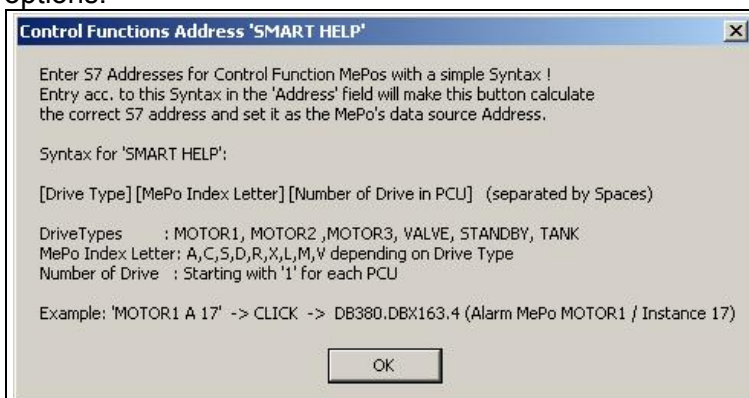 options.
Control Functions Address 'SMART HELP'
Enter S7 Addresses for Control Function MePos with a simple Syntax !
Entry acc. to this Syntax in the 'Address' field will make this button calculate
the correct S7 address and set it as the MePo's data source Address.
Syntax for 'SMART HELP':
[Drive Type] [MePo Index Letter] [Number of Drive in PCU] (separated by Spaces)
DriveTypes : MOTOR1, MOTOR2 ,MOTOR3, VALVE, STANDBY, TANK
MePo Index Letter: A,C,S,D,R,X,L,M,V depending on Drive Type
Number of Drive : Starting with '1' for each PCU
Example: 'MOTOR1 A 17' -> CLICK -> DB380.DBX163.4 (Alarm MePo MOTOR1 / Instance 17)
OK